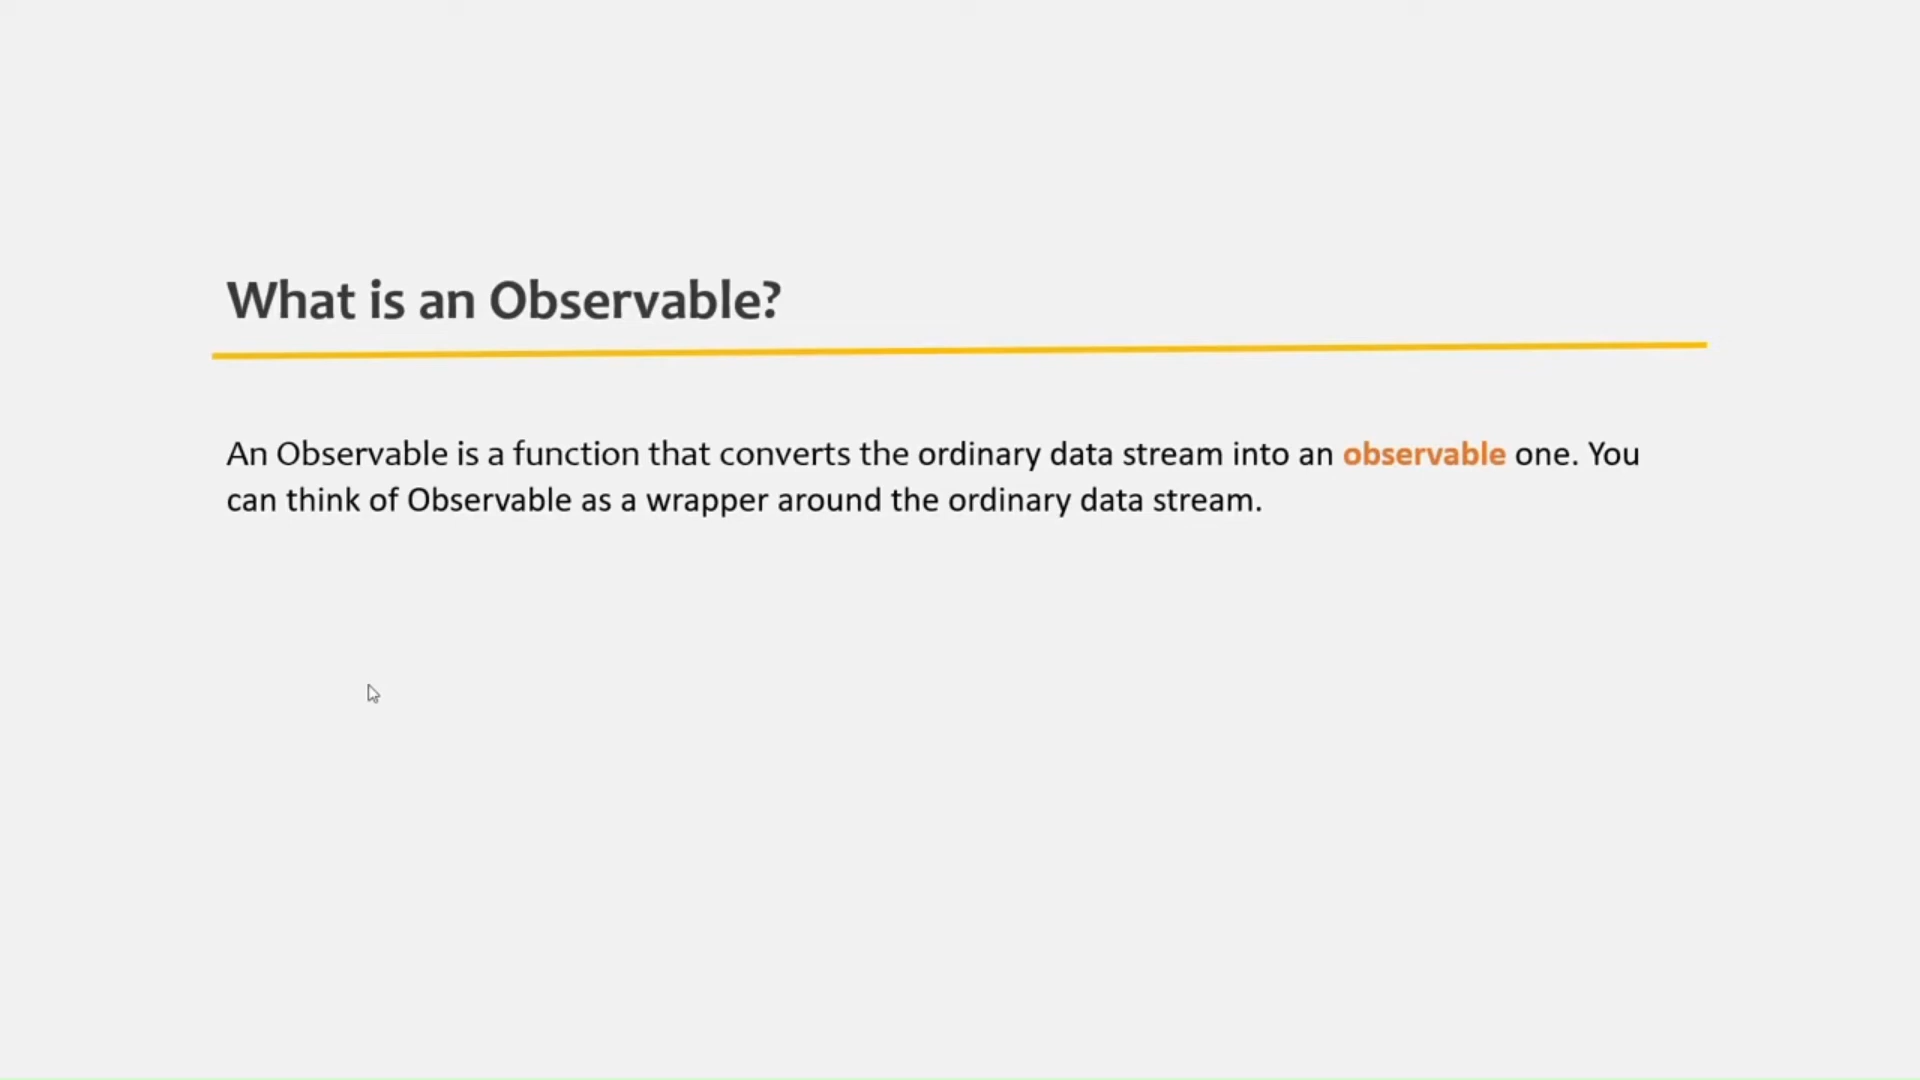 What is an Observable?
An Observable is a function that converts the ordinary data stream into an observable one. You
can think of Observable as a wrapper around the ordinary data stream.